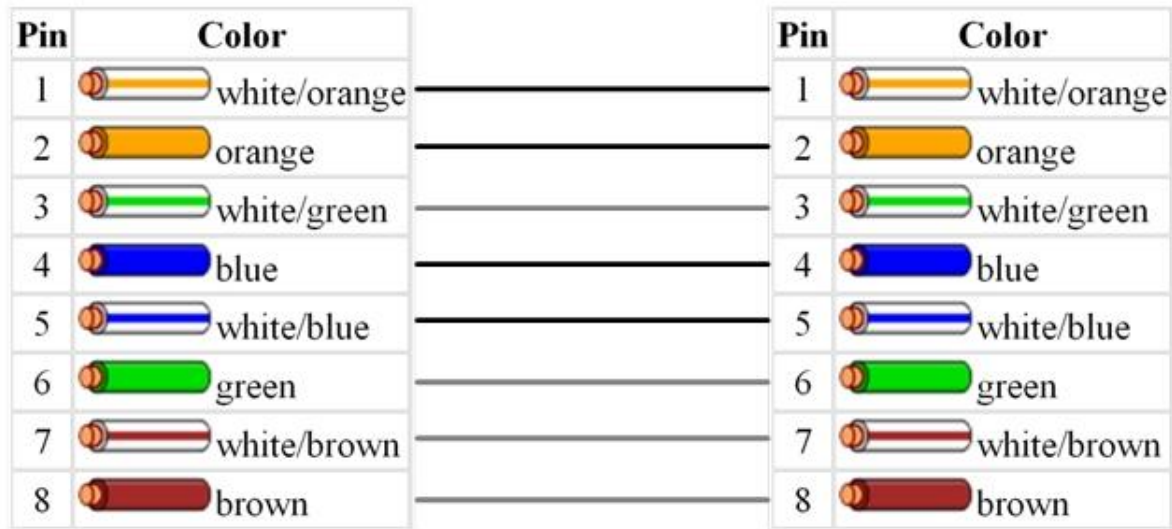 Pin Color Pin Color
1 white/orange 1 white/orange
2 orange 2 orange
3 white/green 3 white/green
4 blue 4 blue
5 white/blue 5 white/blue
6 green 6 green
7 white/brown 7 white/brown
8 brown 8 brown